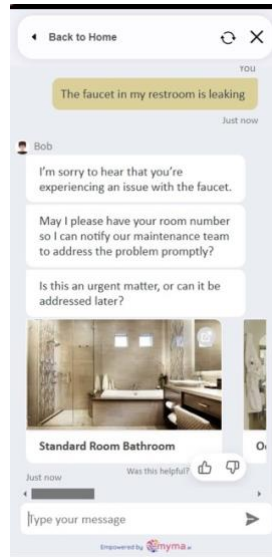 Back to Home
YOU
The faucet in my restroom is leaking
Just now
Bob
I'm sorry to hear that you're
experiencing an issue with the faucet.
May I please have your room number
so I can notify our maintenance team
to address the problem promptly?
Is this an urgent matter, or can it be
addressed later?
Standard Room Bathroom
Just now
Was this helpful?
Type your message
Empowered by myma.ai